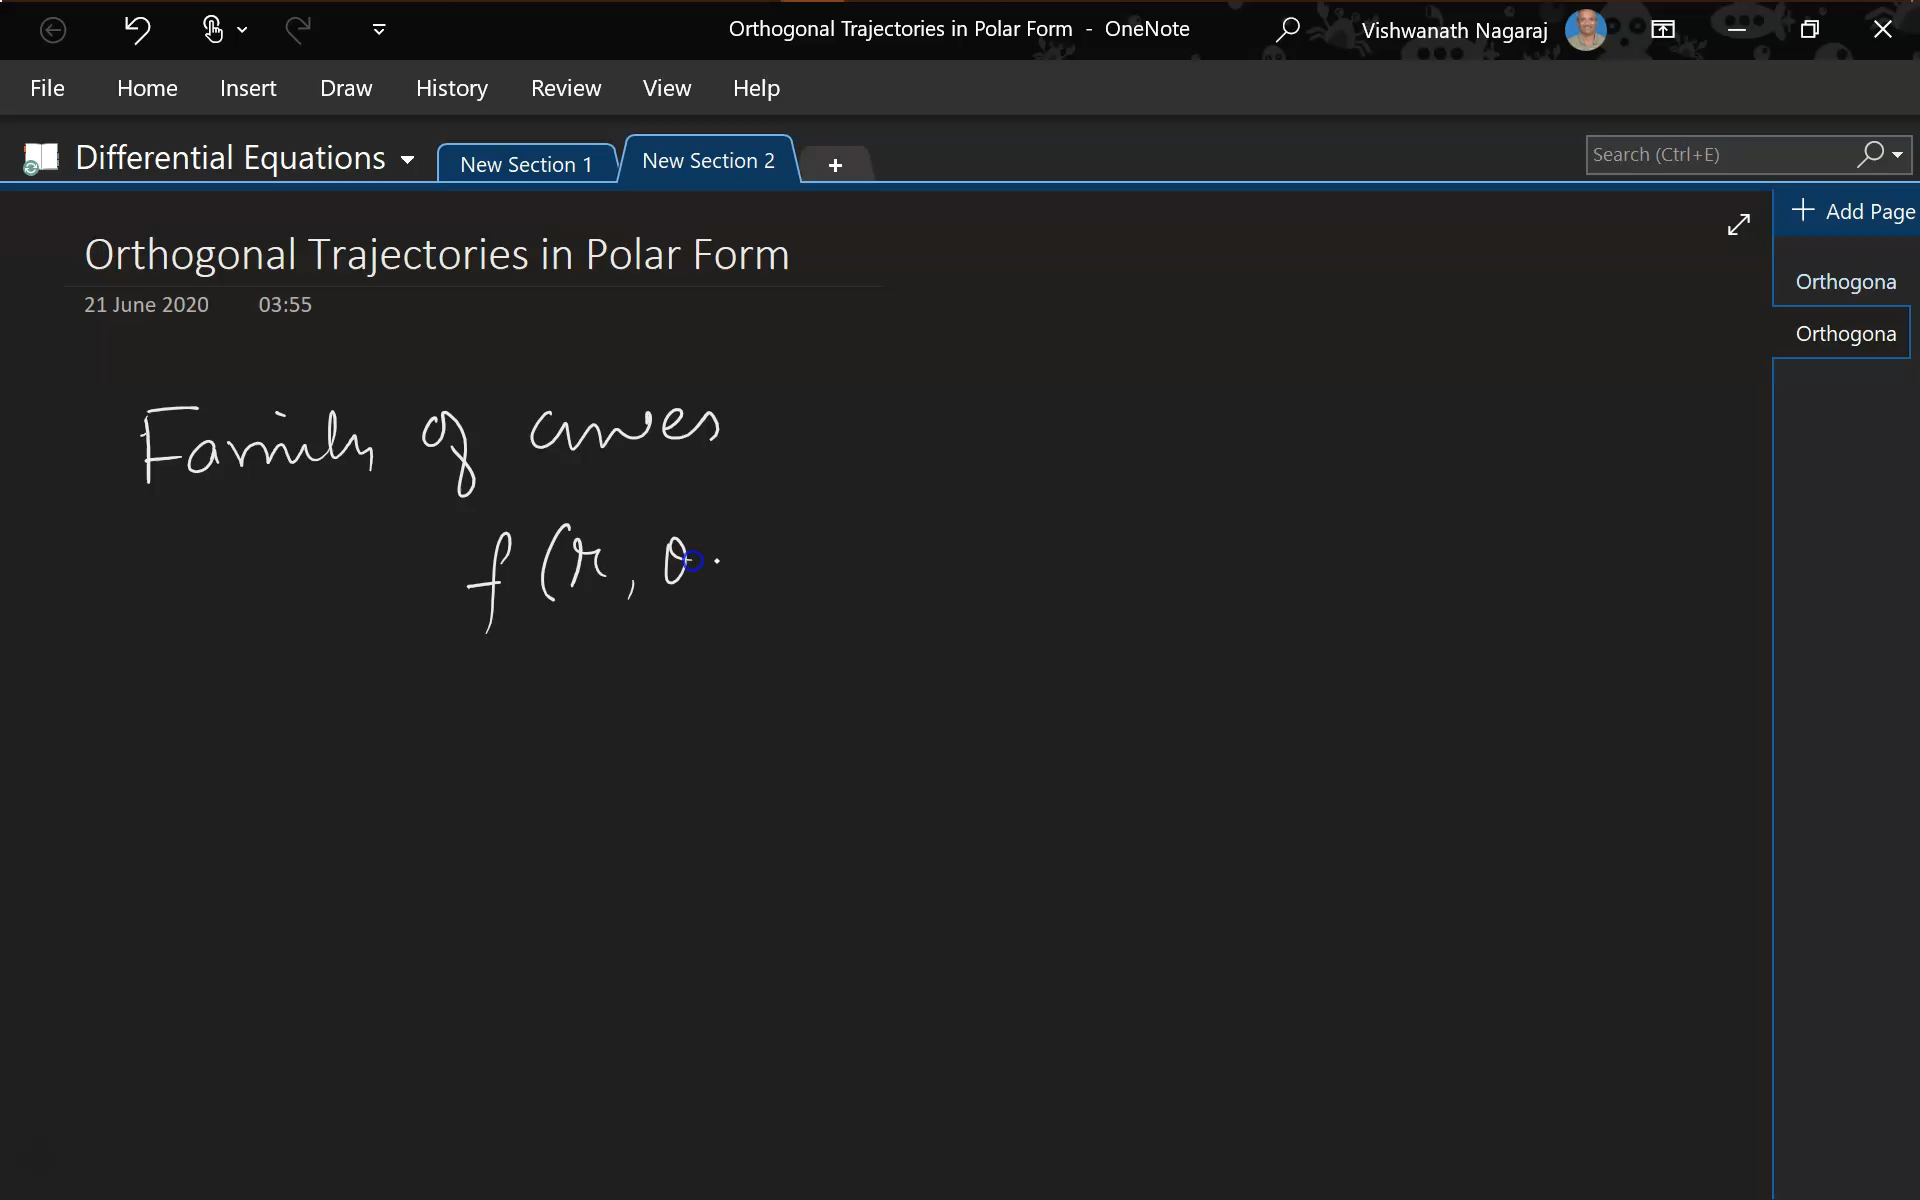 Orthogonal Trajectories in Polar Form - OneNote
Vishwanath Nagaraj
File Home Insert Draw History Review View Help
Differential Equations
New Section 1
New Section 2
+
Search (Ctrl+E)
Add Page
Orthogona
Orthogona
Orthogonal Trajectories in Polar Form
21 June 2020 03:55
Family of curves
f (r, θ